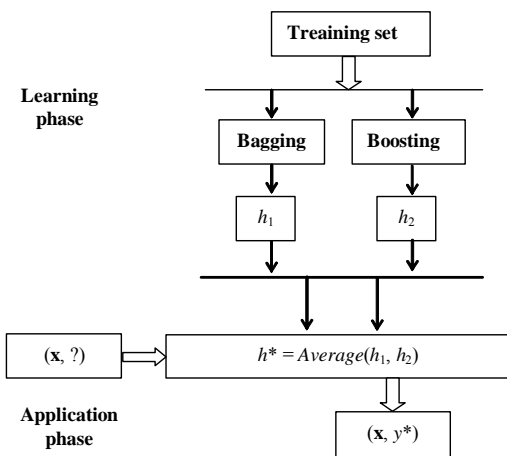 Treaining set
Learning
phase
Bagging
Boosting
h1
h2
(x, ?)
h* = Average(h1, h2)
Application
phase
(x, y*)